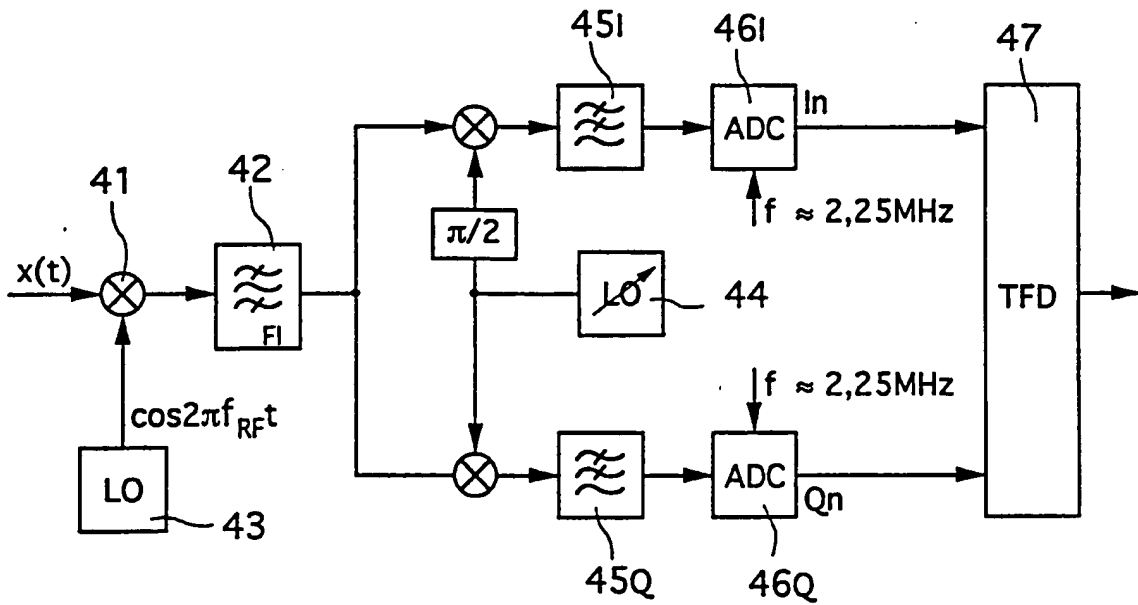 45I
46I
47
ADC
In
f ≈ 2,25MHz
41
42
x(t)
FI
π/2
LO
44
TFD
cos2πf_RF t
LO
43
f ≈ 2,25MHz
ADC
Qn
45Q
46Q